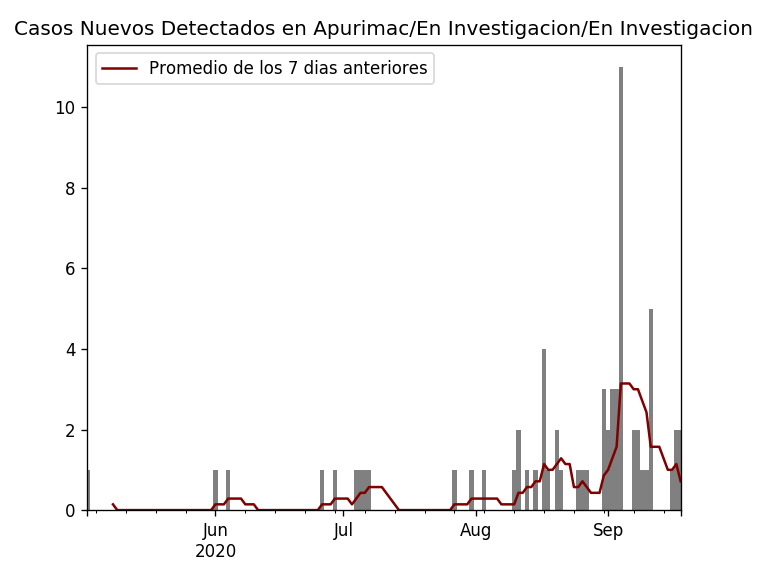 Casos Nuevos Detectados en Apurimac/En Investigacion/En Investigacion
Promedio de los 7 dias anteriores
10
8
6
4
2
0
Jun Jul Aug Sep
2020